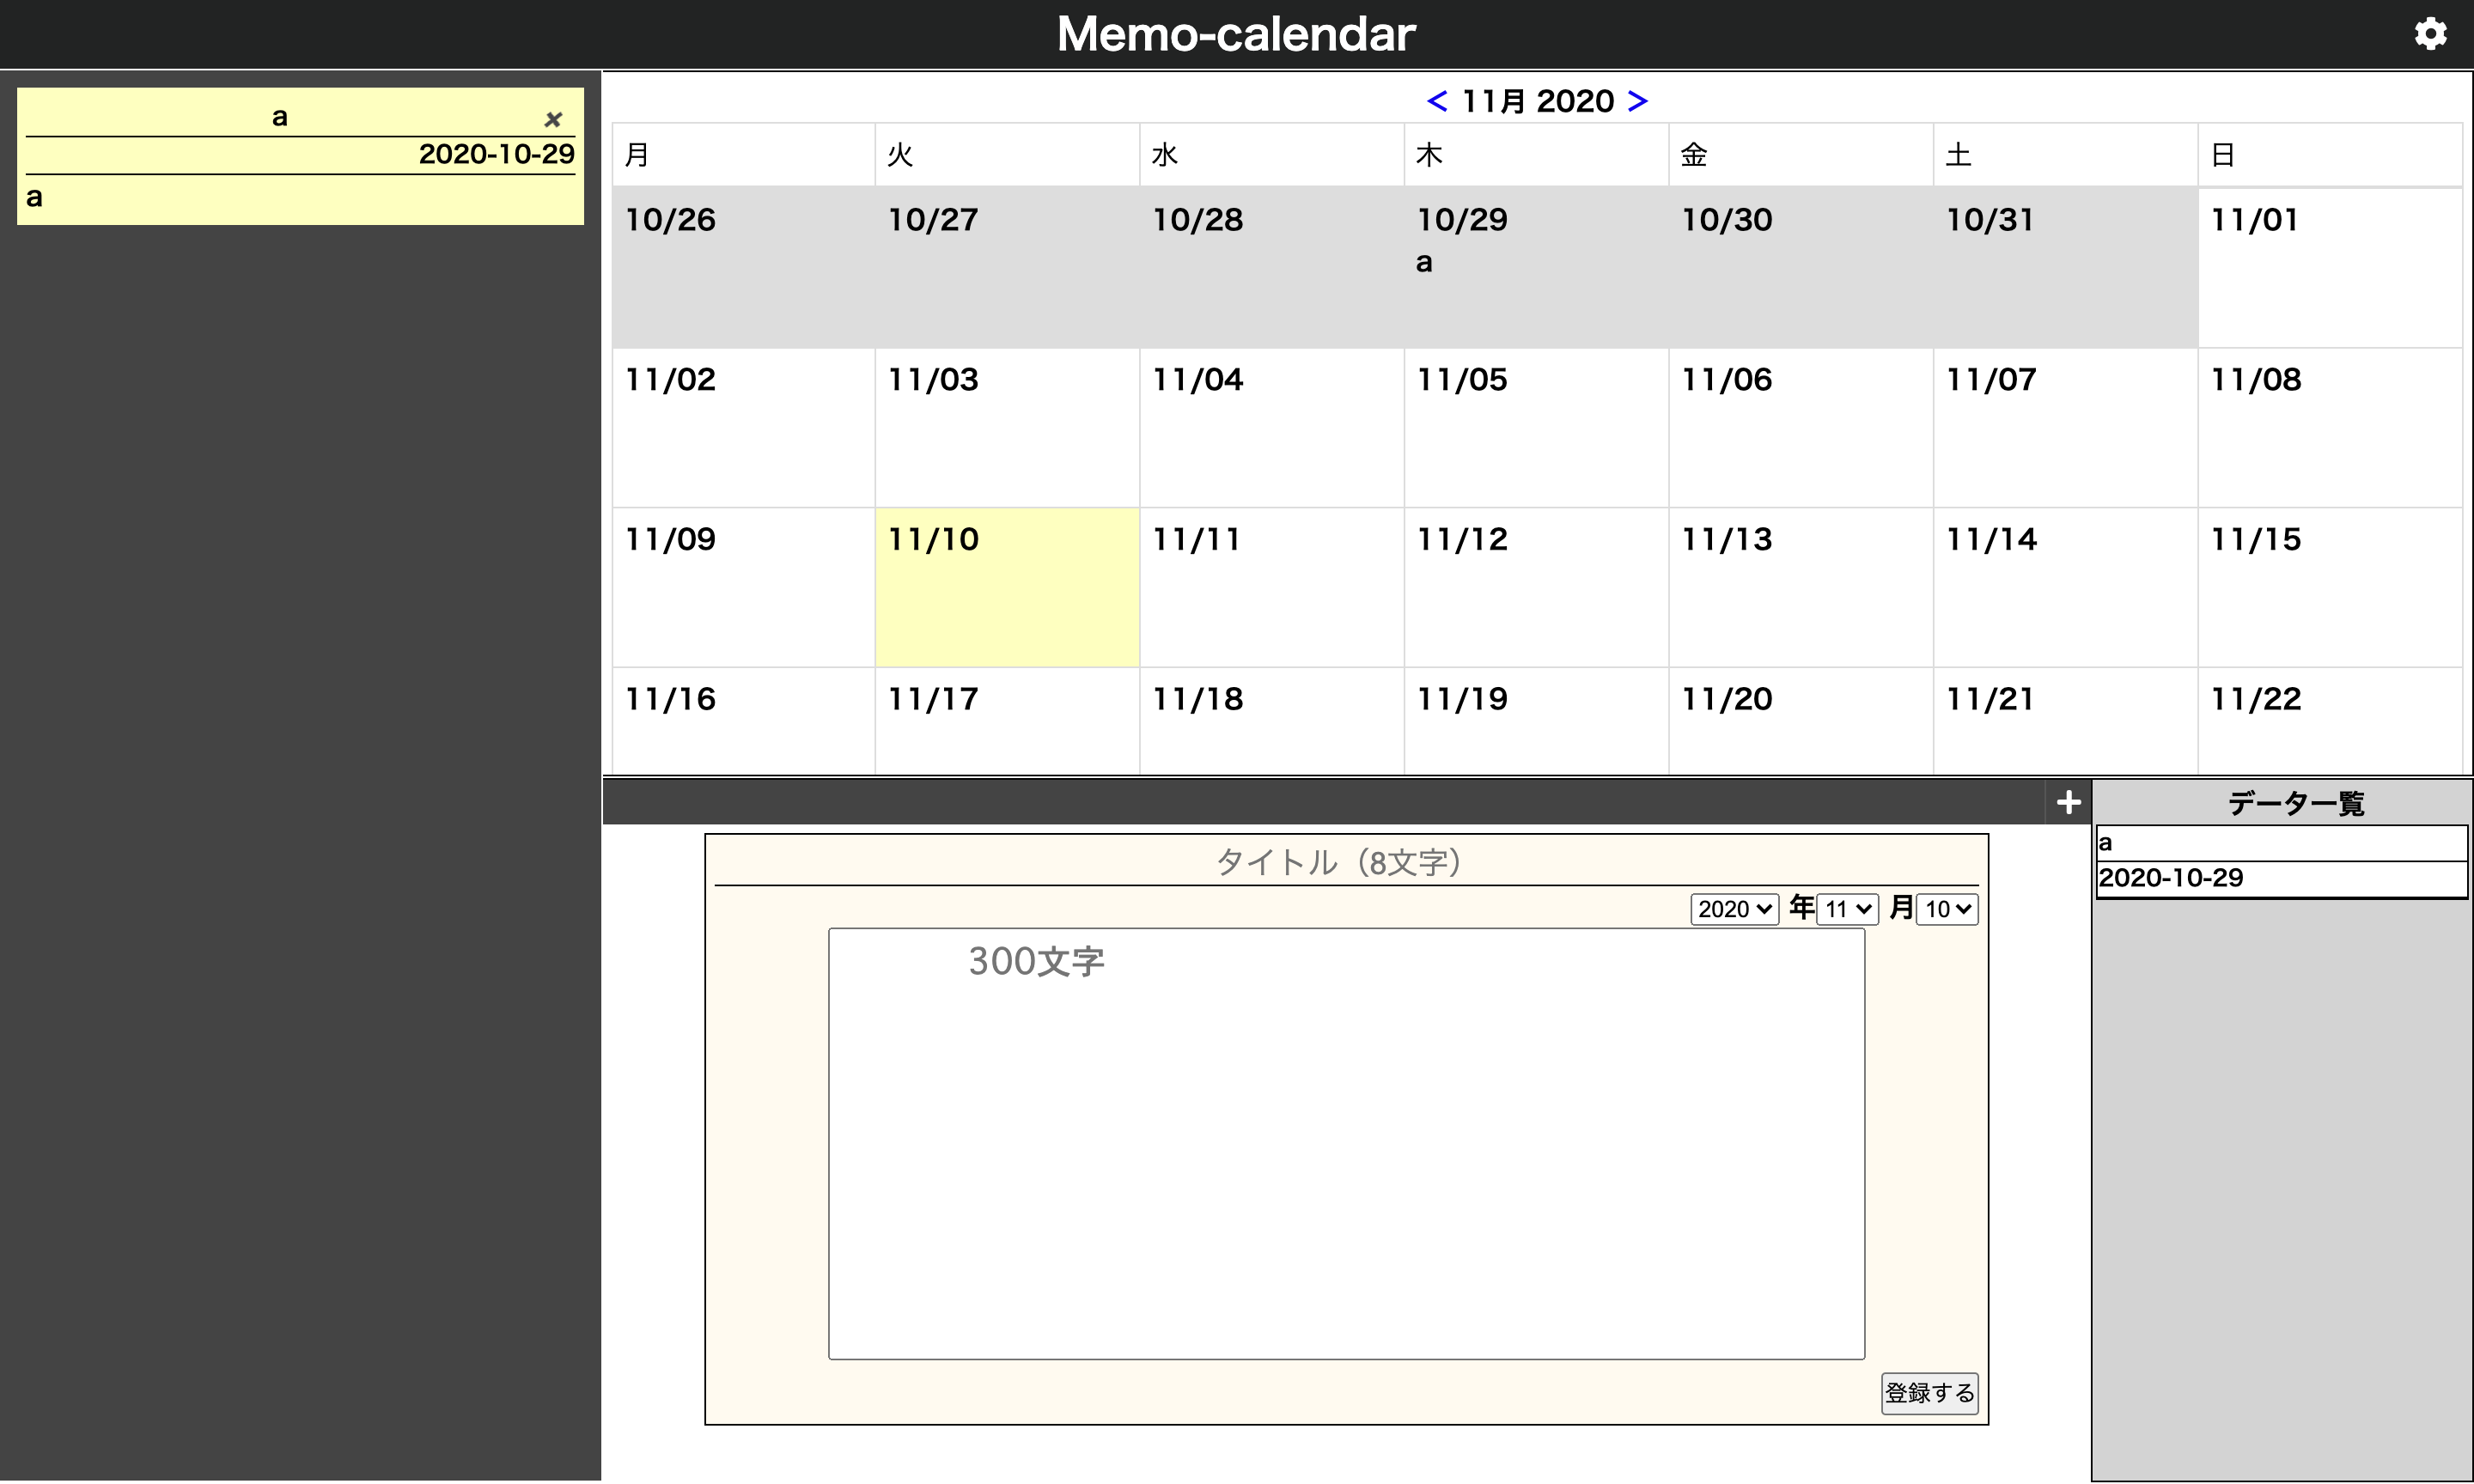 Memo-calendar
a
2020-10-29
a
< 11月 2020 >
月 火 水 木 金 土 日
10/26 10/27 10/28 10/29 10/30 10/31 11/01
a
11/02 11/03 11/04 11/05 11/06 11/07 11/08
11/09 11/10 11/11 11/12 11/13 11/14 11/15
11/16 11/17 11/18 11/19 11/20 11/21 11/22
タイトル（8文字）
2020 年 11 月 10
300文字
登録する
データ一覧
a
2020-10-29